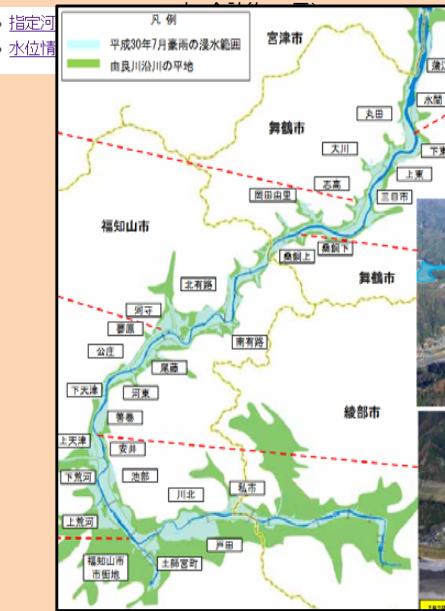 指定河
水位情
凡 例
平成30年7月豪雨の浸水範囲
由良川沿川の平地
宮津市
蒲江
水間
丸田
舞鶴市
下東
大川
上東
志高
岡田由里
三日市
福知山市
桑飼下
桑飼上
舞鶴市
北有路
南有路
公庄
尾藤
下天津
河東
綾部市
筈巻
上天津
安井
下荒河
池部
私市
川北
上荒河
戸田
福知山市
市街地
土師宮町